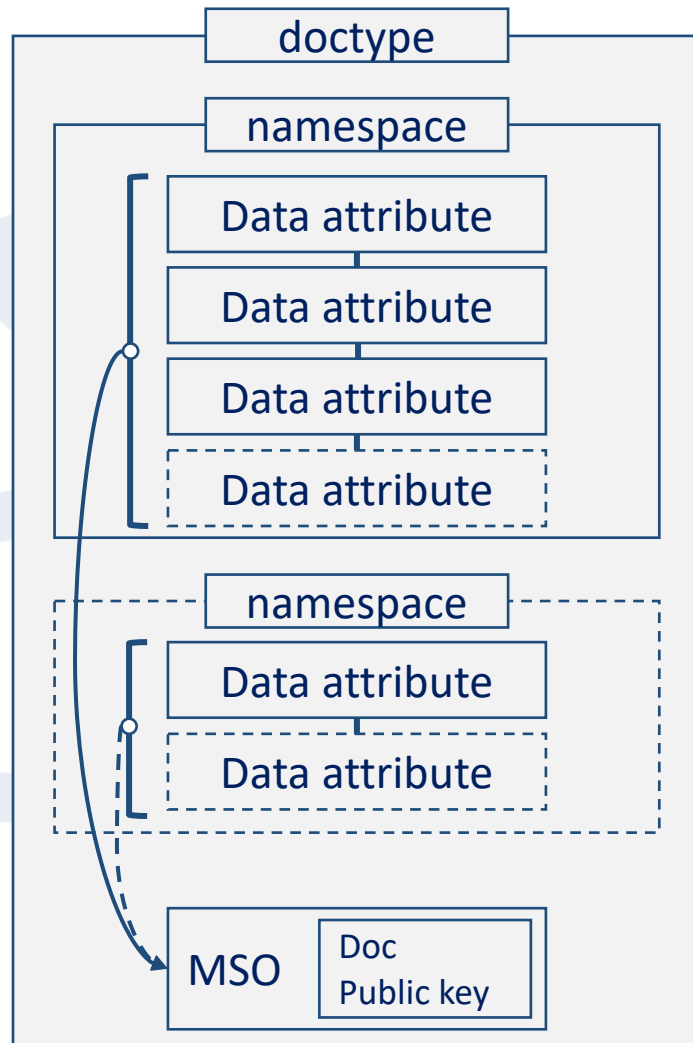 doctype
namespace
Data attribute
Data attribute
Data attribute
Data attribute
namespace
Data attribute
Data attribute
MSO
Doc
Public key